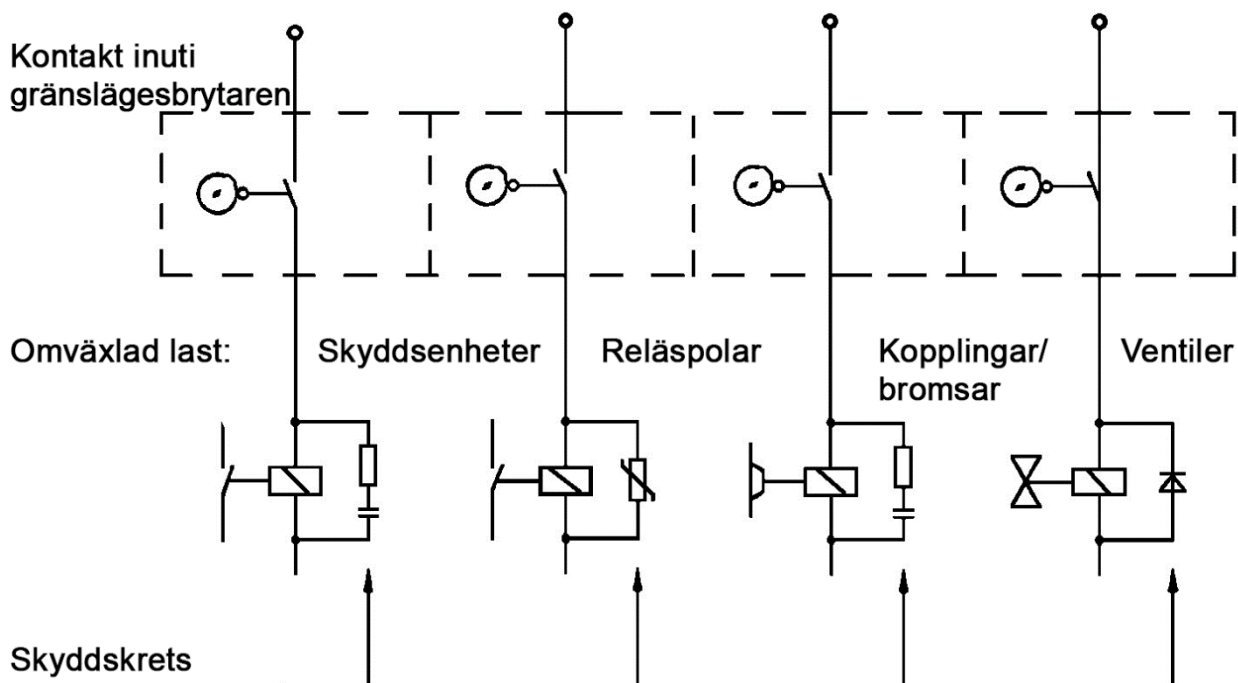 Kontakt inuti
gränslägesbrytaren
Omväxlad last:
Skyddsenheter
Reläspolar
Kopplingar/
bromsar
Ventiler
Skyddskrets